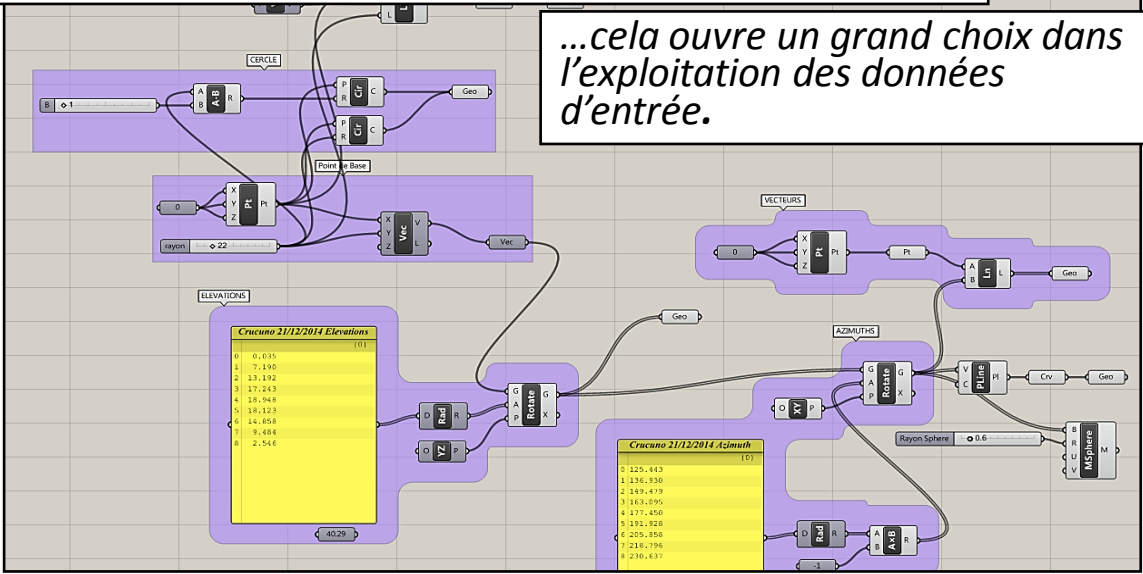 ...cela ouvre un grand choix dans
l'exploitation des données
d'entrée.
L
CERCLE
B 1
A
B
A-B
R
P
R
Cir
C
P
R
Cir
C
Geo
Point de Base
0
X
Y
Z
Pt
Pt
rayon 22
X
Y
Z
Vec
V
L
Vec
VECTEURS
0
X
Y
Z
Pt
Pt
Pt
A
B
Ln
L
Geo
ELEVATIONS
Crucuno 21/12/2014 Elevations
{0}
0 0.035
1 7.190
2 13.192
3 17.243
4 18.948
5 18.123
6 14.858
7 9.484
8 2.546
40.29
D
Rad
R
O
YZ
P
G
A
P
Rotate
G
X
Geo
AZIMUTHS
O
XY
P
G
A
P
Rotate
G
X
V
C
PLine
Pl
Crv
Geo
Rayon Sphere 0.6
B
R
U
V
MSphere
M
Crucuno 21/12/2014 Azimuth
{0}
0 125.443
1 136.930
2 149.479
3 163.095
4 177.450
5 191.928
6 205.858
7 218.796
8 230.637
D
Rad
R
A
B
A×B
R
-1